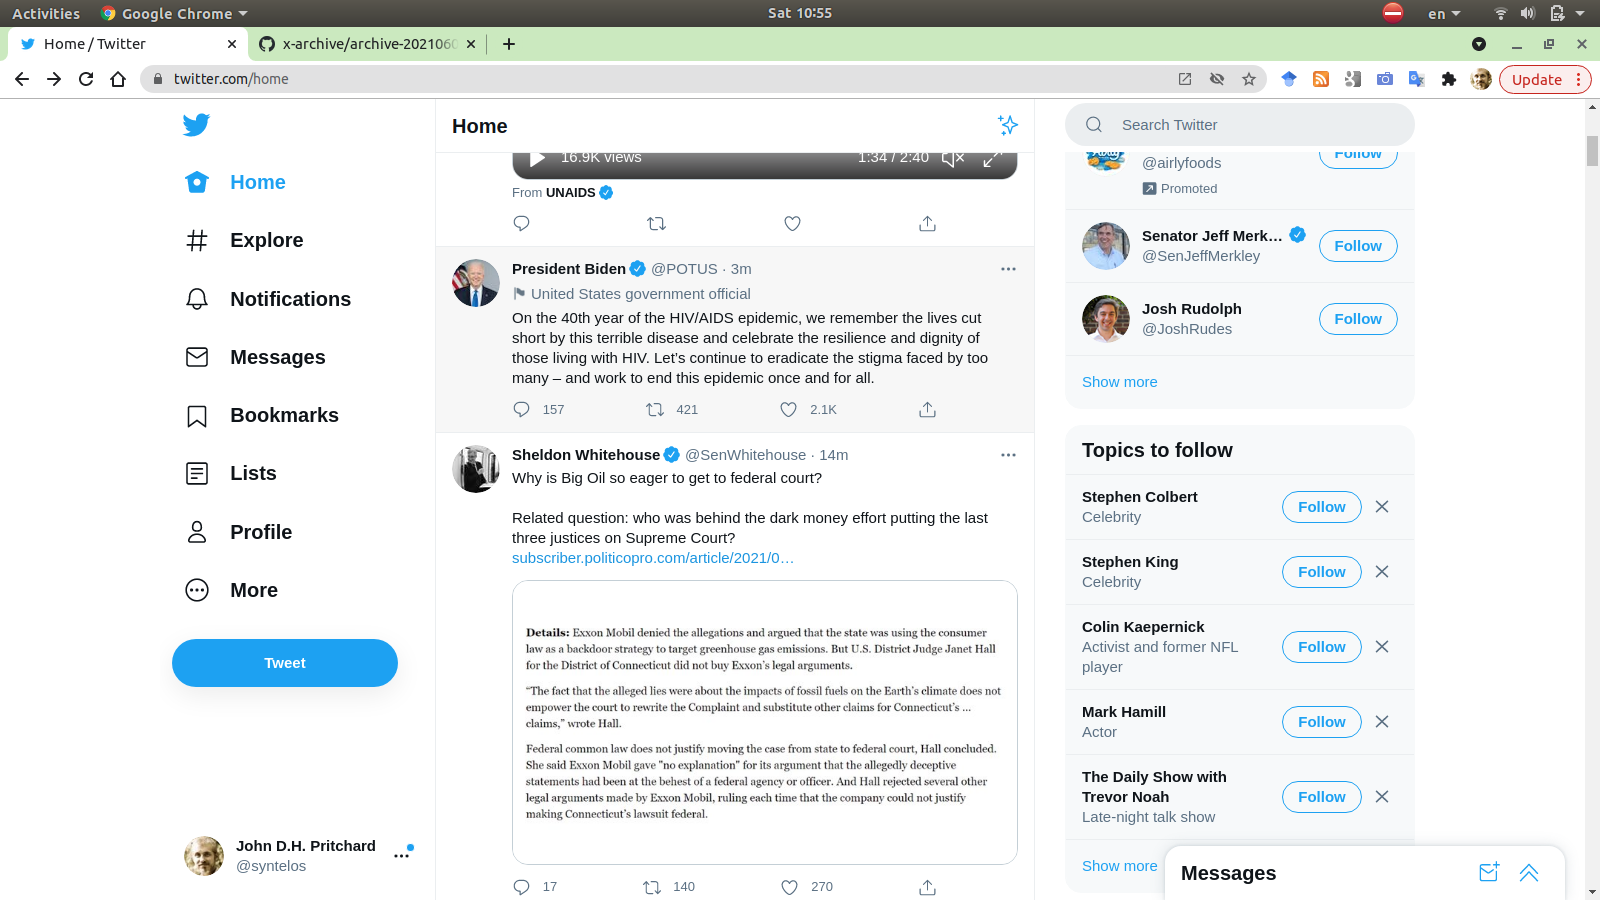 Activities
Google Chrome
Sat 10:55
en
Home / Twitter
x-archive/archive-2021060
twitter.com/home
Update
Home
Explore
Notifications
Messages
Bookmarks
Lists
Profile
More
Tweet
John D.H. Pritchard
@syntelos
Home
16.9K views
1:34 / 2:40
From UNAIDS
President Biden @POTUS · 3m
United States government official
On the 40th year of the HIV/AIDS epidemic, we remember the lives cut
short by this terrible disease and celebrate the resilience and dignity of
those living with HIV. Let's continue to eradicate the stigma faced by too
many – and work to end this epidemic once and for all.
157 421 2.1K
Sheldon Whitehouse @SenWhitehouse · 14m
Why is Big Oil so eager to get to federal court?
Related question: who was behind the dark money effort putting the last
three justices on Supreme Court?
subscriber.politicopro.com/article/2021/0…
Details: Exxon Mobil denied the allegations and argued that the state was using the consumer
law as a backdoor strategy to target greenhouse gas emissions. But U.S. District Judge Janet Hall
for the District of Connecticut did not buy Exxon's legal arguments.
“The fact that the alleged lies were about the impacts of fossil fuels on the Earth's climate does not
empower the court to rewrite the Complaint and substitute other claims for Connecticut's ...
claims,” wrote Hall.
Federal common law does not justify moving the case from state to federal court, Hall concluded.
She said Exxon Mobil gave "no explanation" for its argument that the allegedly deceptive
statements had been at the behest of a federal agency or officer. And Hall rejected several other
legal arguments made by Exxon Mobil, ruling each time that the company could not justify
making Connecticut's lawsuit federal.
17 140 270
Search Twitter
@airlyfoods
Follow
Promoted
Senator Jeff Merk…
@SenJeffMerkley
Follow
Josh Rudolph
@JoshRudes
Follow
Show more
Topics to follow
Stephen Colbert
Celebrity
Follow
Stephen King
Celebrity
Follow
Colin Kaepernick
Activist and former NFL
player
Follow
Mark Hamill
Actor
Follow
The Daily Show with
Trevor Noah
Late-night talk show
Follow
Show more
Messages